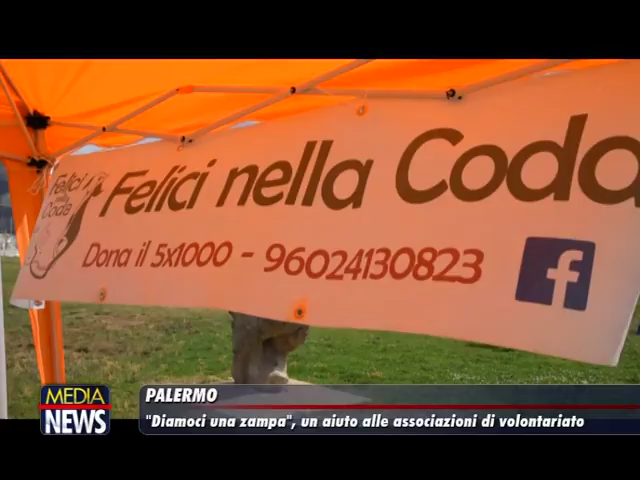 Felici
nella
Code
Felici nella Coda
Dona il 5x1000 - 96024130823
f
MEDIA
NEWS
PALERMO
"Diamoci una zampa", un aiuto alle associazioni di volontariato